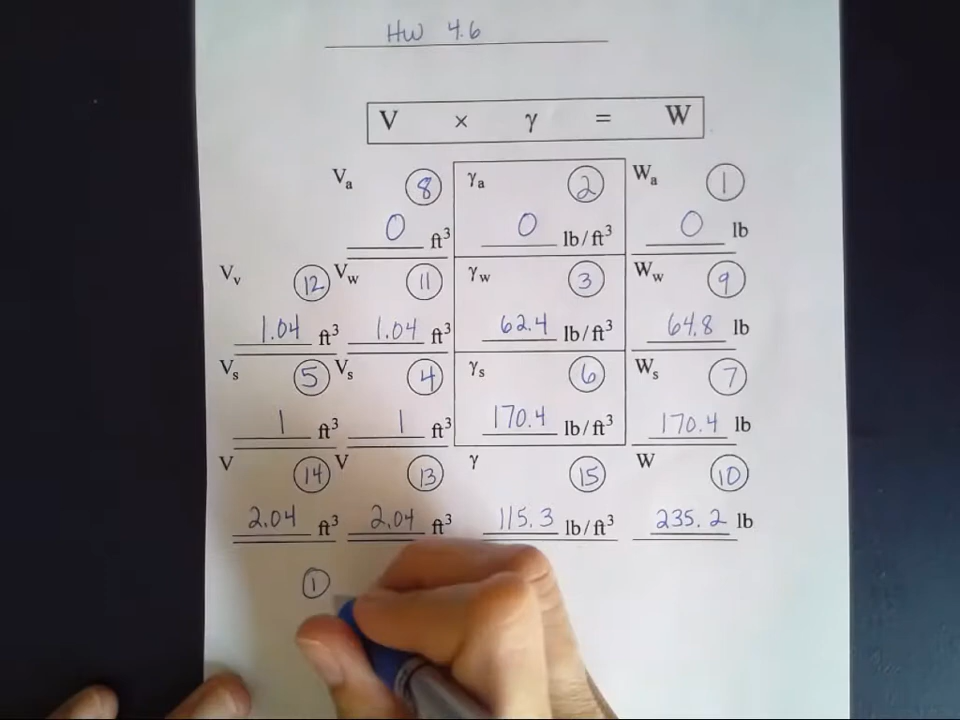 HW 4.6
V × γ = W
Va 8 γa 2 Wa 1
0 ft³ 0 lb/ft³ 0 lb
Vv 12 Vw 11 γw 3 Ww 9
1.04 ft³ 1.04 ft³ 62.4 lb/ft³ 64.8 lb
Vs 5 Vs 4 γs 6 Ws 7
1 ft³ 1 ft³ 170.4 lb/ft³ 170.4 lb
V 14 V 13 γ 15 W 10
2.04 ft³ 2.04 ft³ 115.3 lb/ft³ 235.2 lb
1